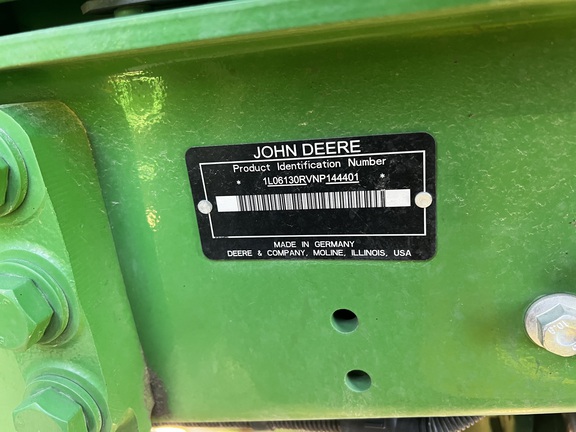 JOHN DEERE
Product Identification Number
* 1L06130RVNP144401 *
MADE IN GERMANY
DEERE & COMPANY, MOLINE, ILLINOIS, USA